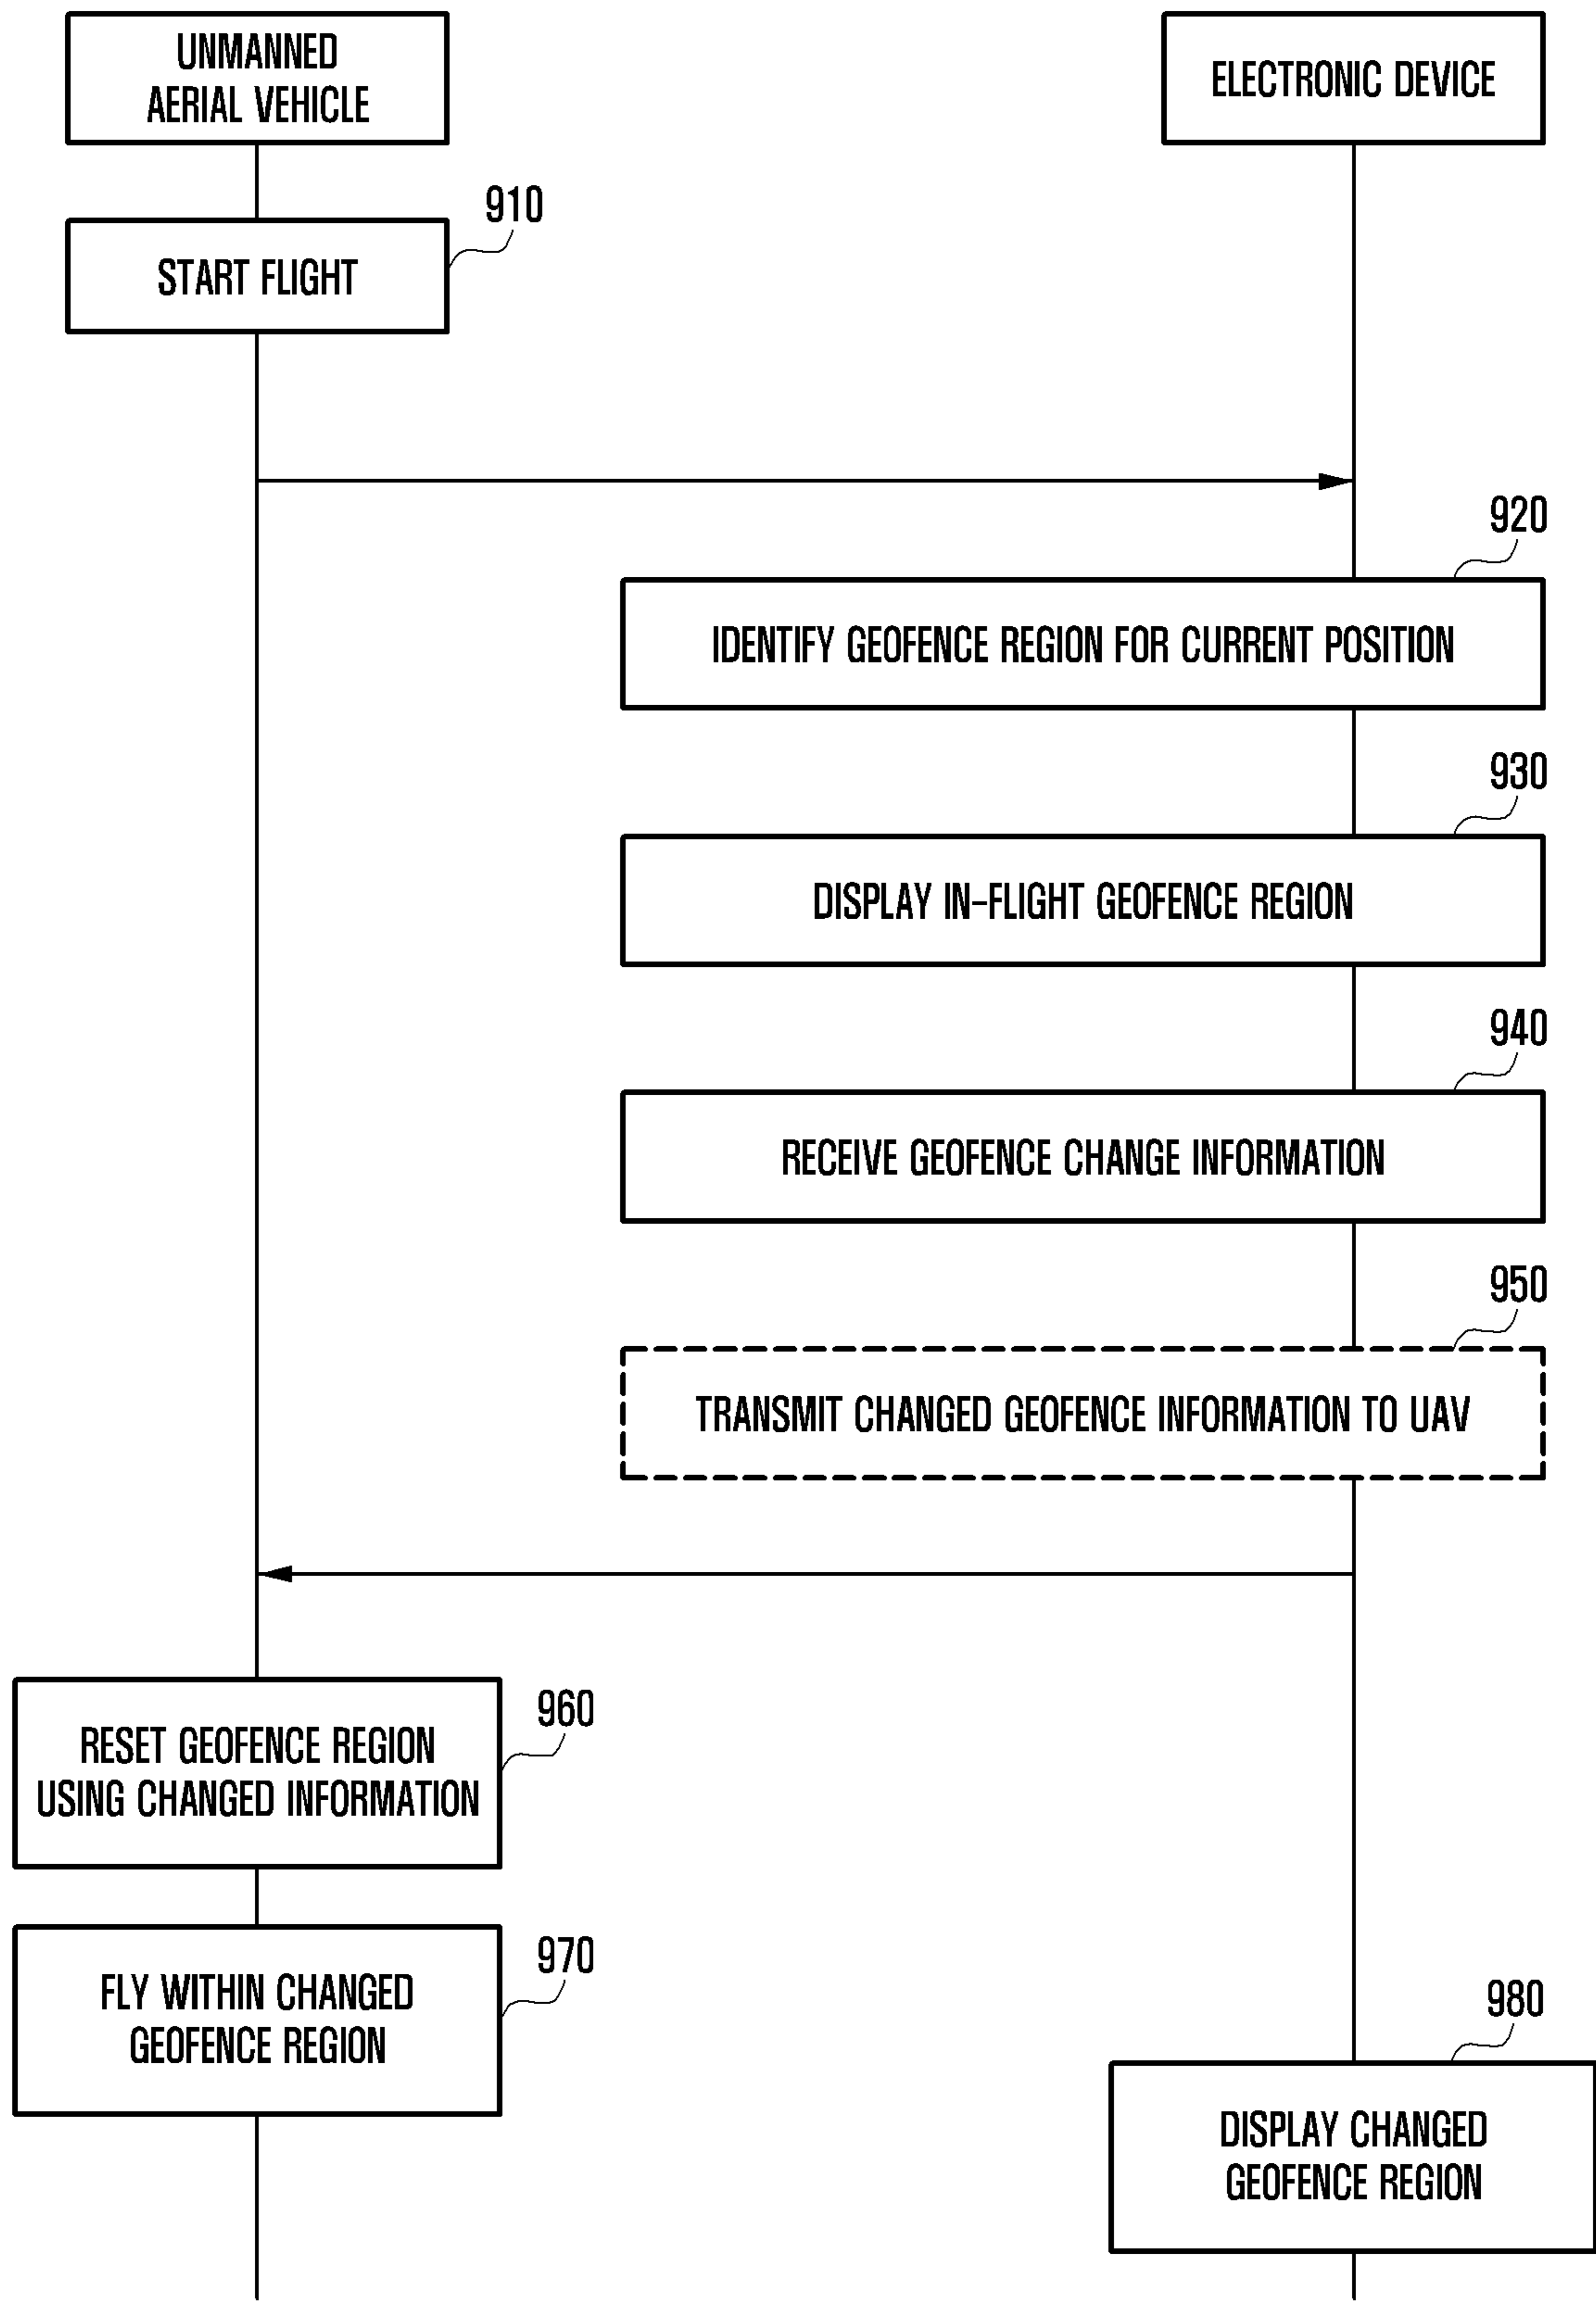 UNMANNED
AERIAL VEHICLE
ELECTRONIC DEVICE
910
START FLIGHT
920
IDENTIFY GEOFENCE REGION FOR CURRENT POSITION
930
DISPLAY IN-FLIGHT GEOFENCE REGION
940
RECEIVE GEOFENCE CHANGE INFORMATION
950
TRANSMIT CHANGED GEOFENCE INFORMATION TO UAV
960
RESET GEOFENCE REGION
USING CHANGED INFORMATION
970
FLY WITHIN CHANGED
GEOFENCE REGION
980
DISPLAY CHANGED
GEOFENCE REGION